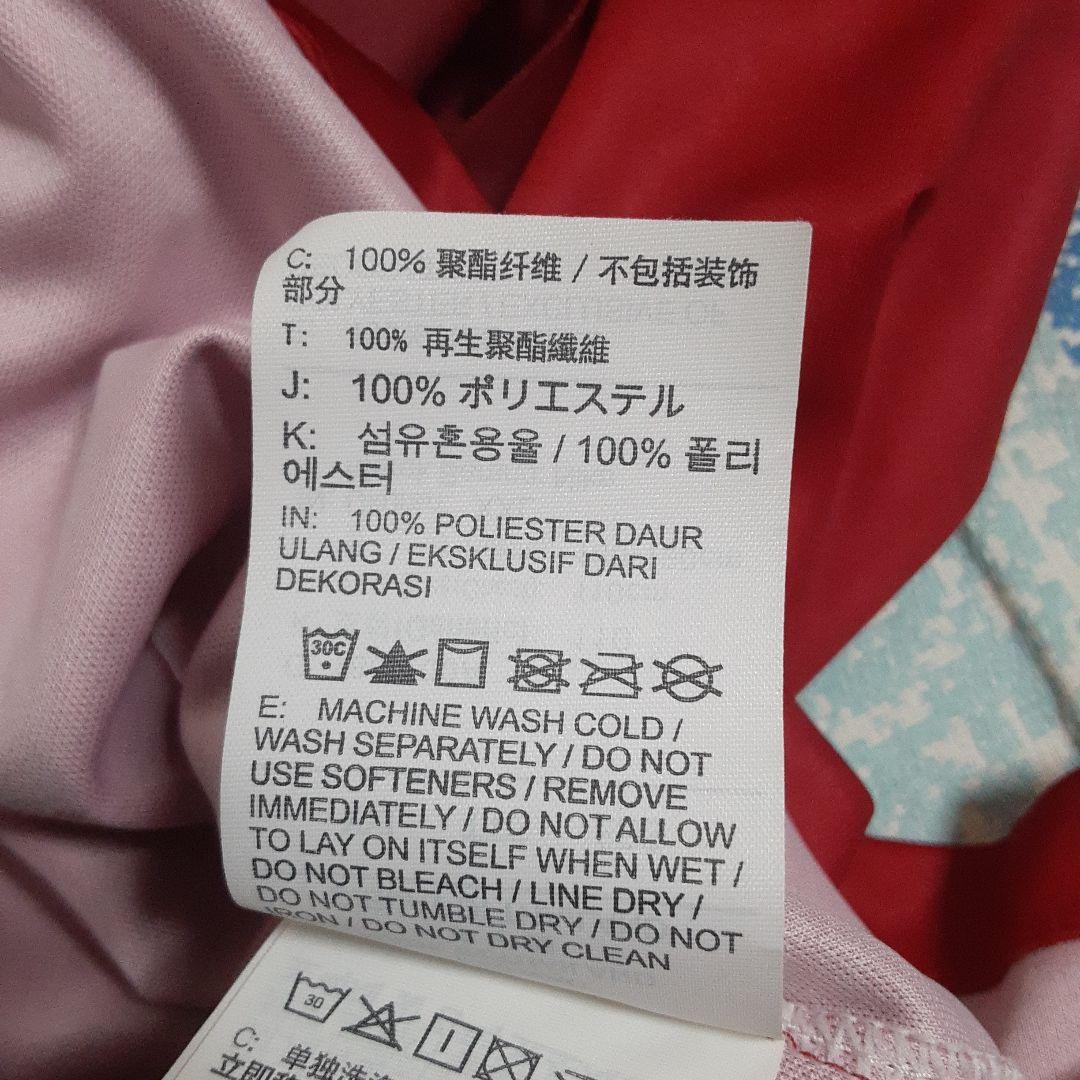 C: 100% 聚酯纤维 / 不包括装饰
部分
T: 100% 再生聚酯纖維
J: 100% ポリエステル
K: 섬유혼용율 / 100% 폴리
에스터
IN: 100% POLIESTER DAUR
ULANG / EKSKLUSIF DARI
DEKORASI
30C
E: MACHINE WASH COLD /
WASH SEPARATELY / DO NOT
USE SOFTENERS / REMOVE
IMMEDIATELY / DO NOT ALLOW
TO LAY ON ITSELF WHEN WET /
DO NOT BLEACH / LINE DRY /
DO NOT TUMBLE DRY / DO NOT
IRON / DO NOT DRY CLEAN
30
C: 单独洗
立即